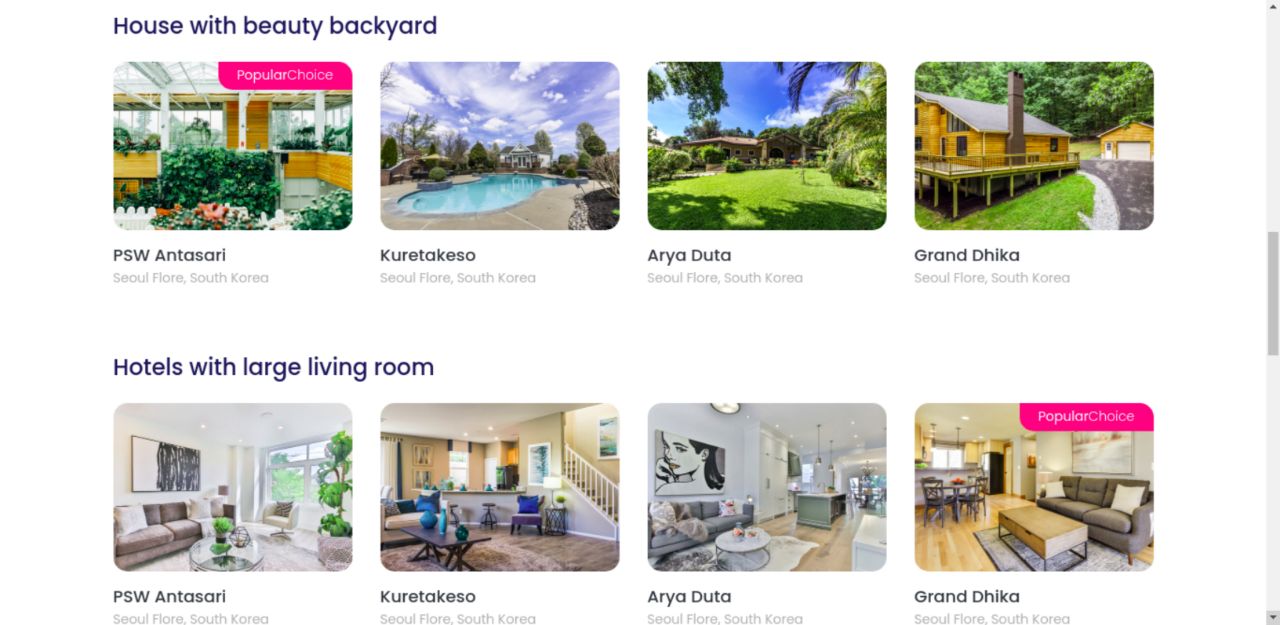 House with beauty backyard
PopularChoice
PSW Antasari
Seoul Flore, South Korea
Kuretakeso
Seoul Flore, South Korea
Arya Duta
Seoul Flore, South Korea
Grand Dhika
Seoul Flore, South Korea
Hotels with large living room
PopularChoice
PSW Antasari
Seoul Flore, South Korea
Kuretakeso
Seoul Flore, South Korea
Arya Duta
Seoul Flore, South Korea
Grand Dhika
Seoul Flore, South Korea